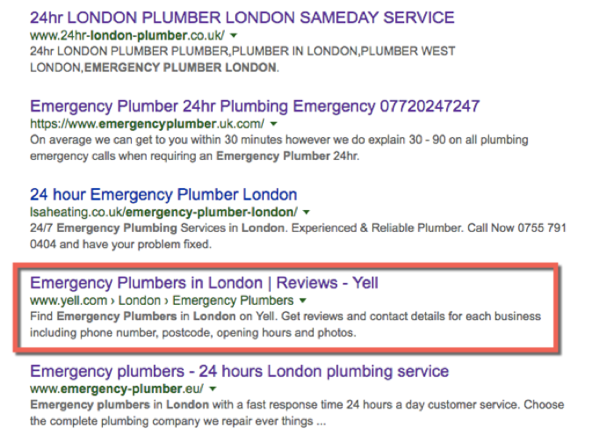 24hr LONDON PLUMBER LONDON SAMEDAY SERVICE
www.24hr-london-plumber.co.uk/
24hr LONDON PLUMBER PLUMBER,PLUMBER IN LONDON,PLUMBER WEST
LONDON,EMERGENCY PLUMBER LONDON.
Emergency Plumber 24hr Plumbing Emergency 07720247247
https://www.emergencyplumber.uk.com/
On average we can get to you within 30 minutes however we do explain 30 - 90 on all plumbing
emergency calls when requiring an Emergency Plumber 24hr.
24 hour Emergency Plumber London
lsaheating.co.uk/emergency-plumber-london/
24/7 Emergency Plumbing Services in London. Experienced & Reliable Plumber. Call Now 0755 791
0404 and have your problem fixed.
Emergency Plumbers in London | Reviews - Yell
www.yell.com › London › Emergency Plumbers
Find Emergency Plumbers in London on Yell. Get reviews and contact details for each business
including phone number, postcode, opening hours and photos.
Emergency plumbers - 24 hours London plumbing service
www.emergency-plumber.eu/
Emergency plumbers in London with a fast response time 24 hours a day customer service. Choose
the complete plumbing company we repair ever things ...